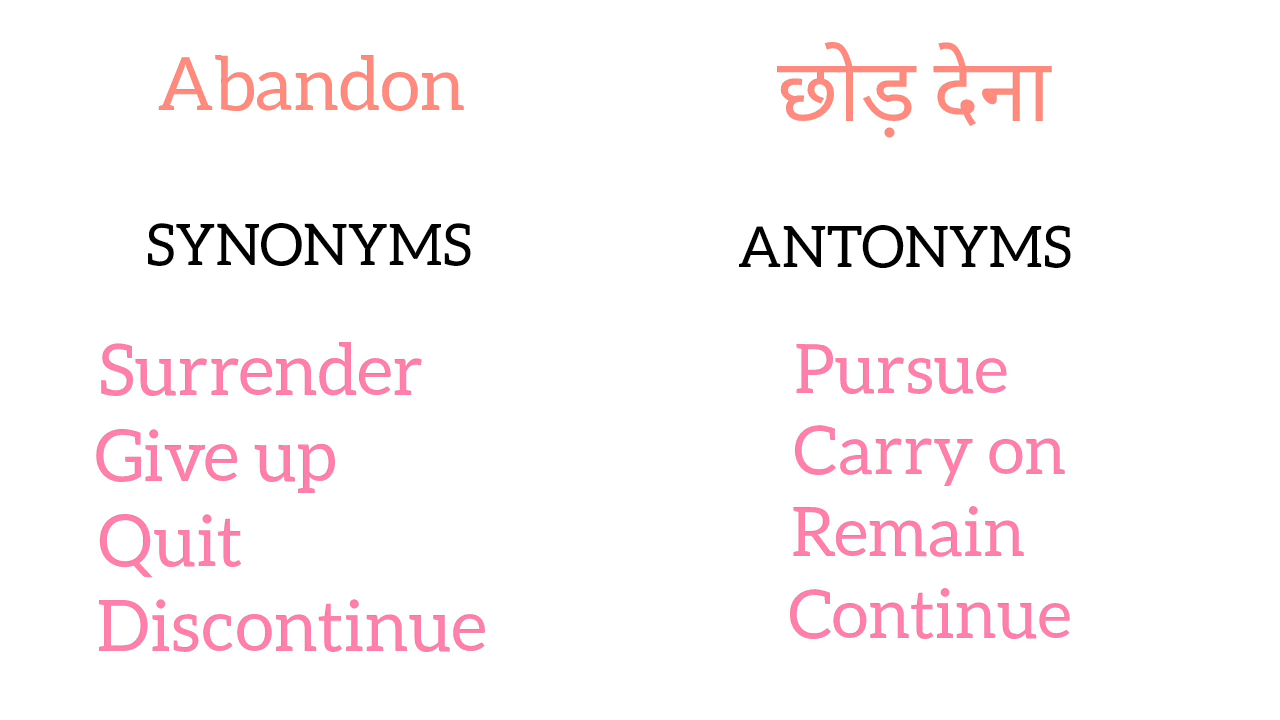 Abandon
छोड़ देना
SYNONYMS
ANTONYMS
Surrender
Give up
Quit
Discontinue
Pursue
Carry on
Remain
Continue